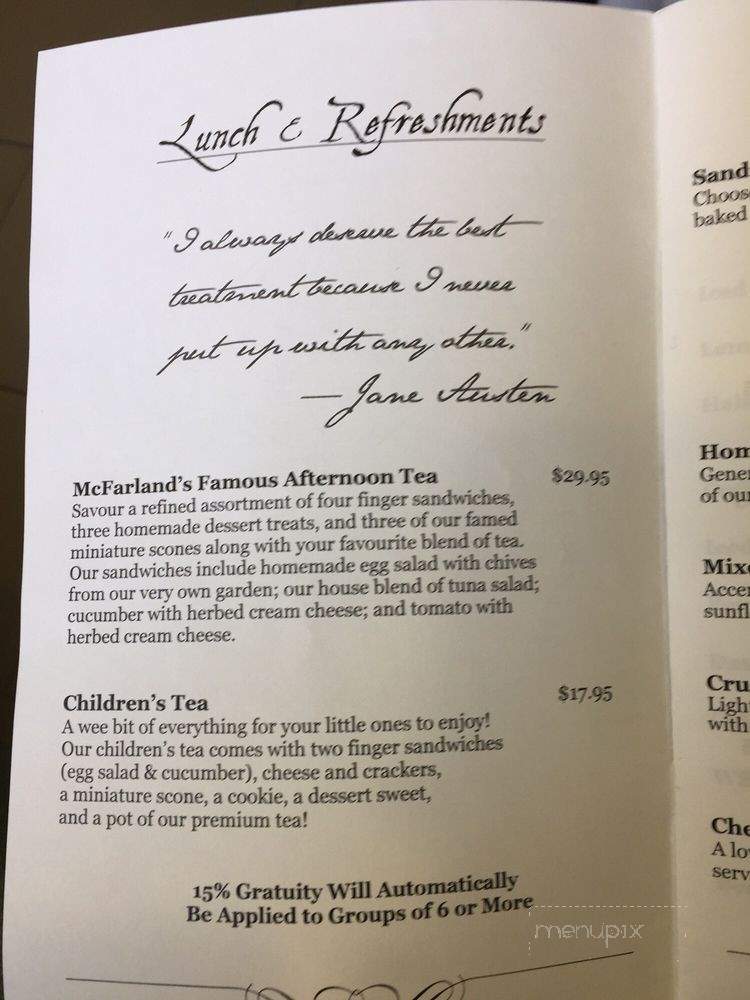 Lunch & Refreshments
"I always deserve the best
treatment because I never
put up with any other."
— Jane Austen
McFarland's Famous Afternoon Tea $29.95
Savour a refined assortment of four finger sandwiches,
three homemade dessert treats, and three of our famed
miniature scones along with your favourite blend of tea.
Our sandwiches include homemade egg salad with chives
from our very own garden; our house blend of tuna salad;
cucumber with herbed cream cheese; and tomato with
herbed cream cheese.
Children's Tea $17.95
A wee bit of everything for your little ones to enjoy!
Our children's tea comes with two finger sandwiches
(egg salad & cucumber), cheese and crackers,
a miniature scone, a cookie, a dessert sweet,
and a pot of our premium tea!
15% Gratuity Will Automatically
Be Applied to Groups of 6 or More
menupix
Sand
Choos
baked
Hom
Gener
of ou
Mix
Accen
sunfl
Cru
Ligh
with
Che
A lo
serv